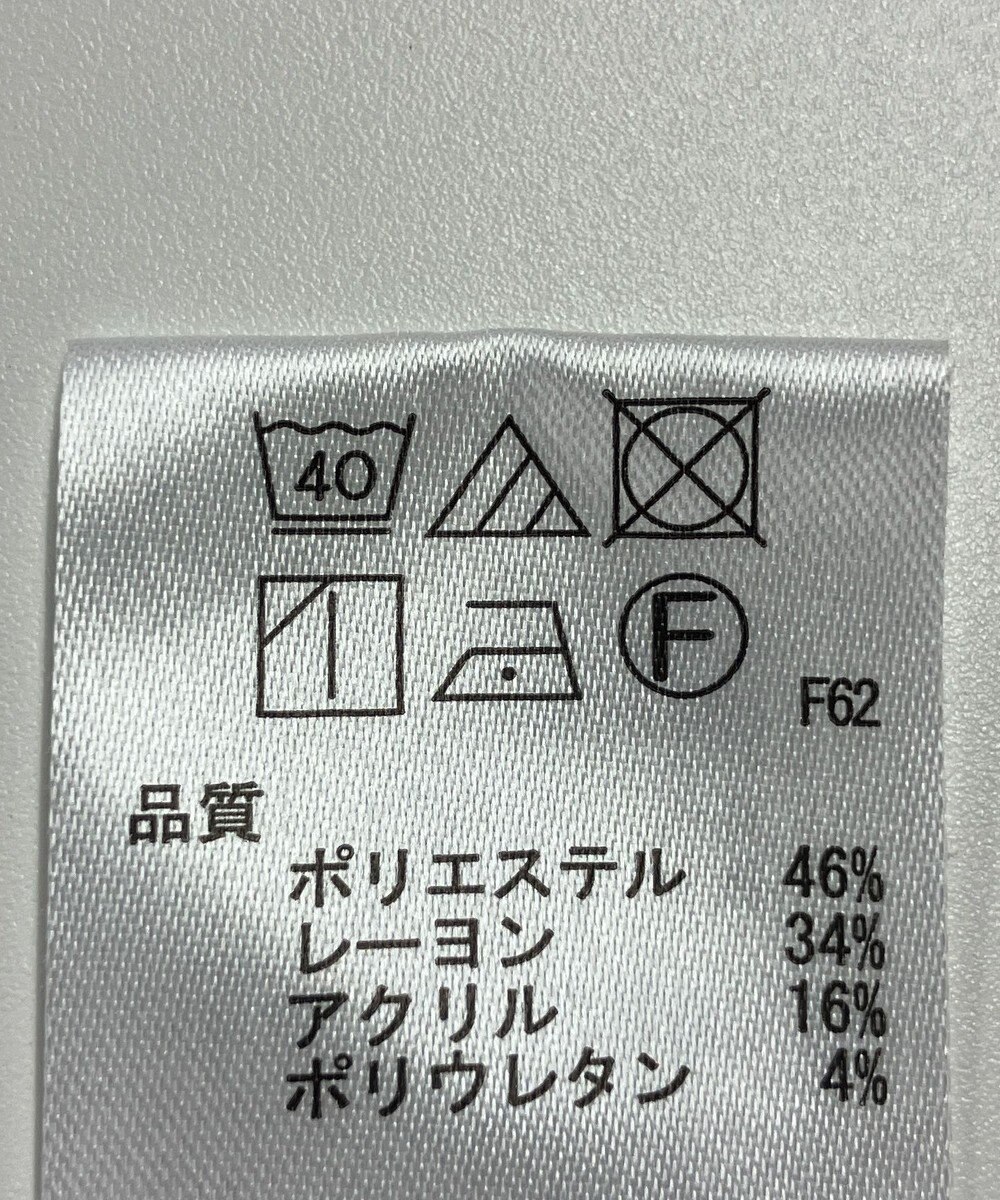 40
F
F62
品質
ポリエステル 46%
レーヨン 34%
アクリル 16%
ポリウレタン 4%